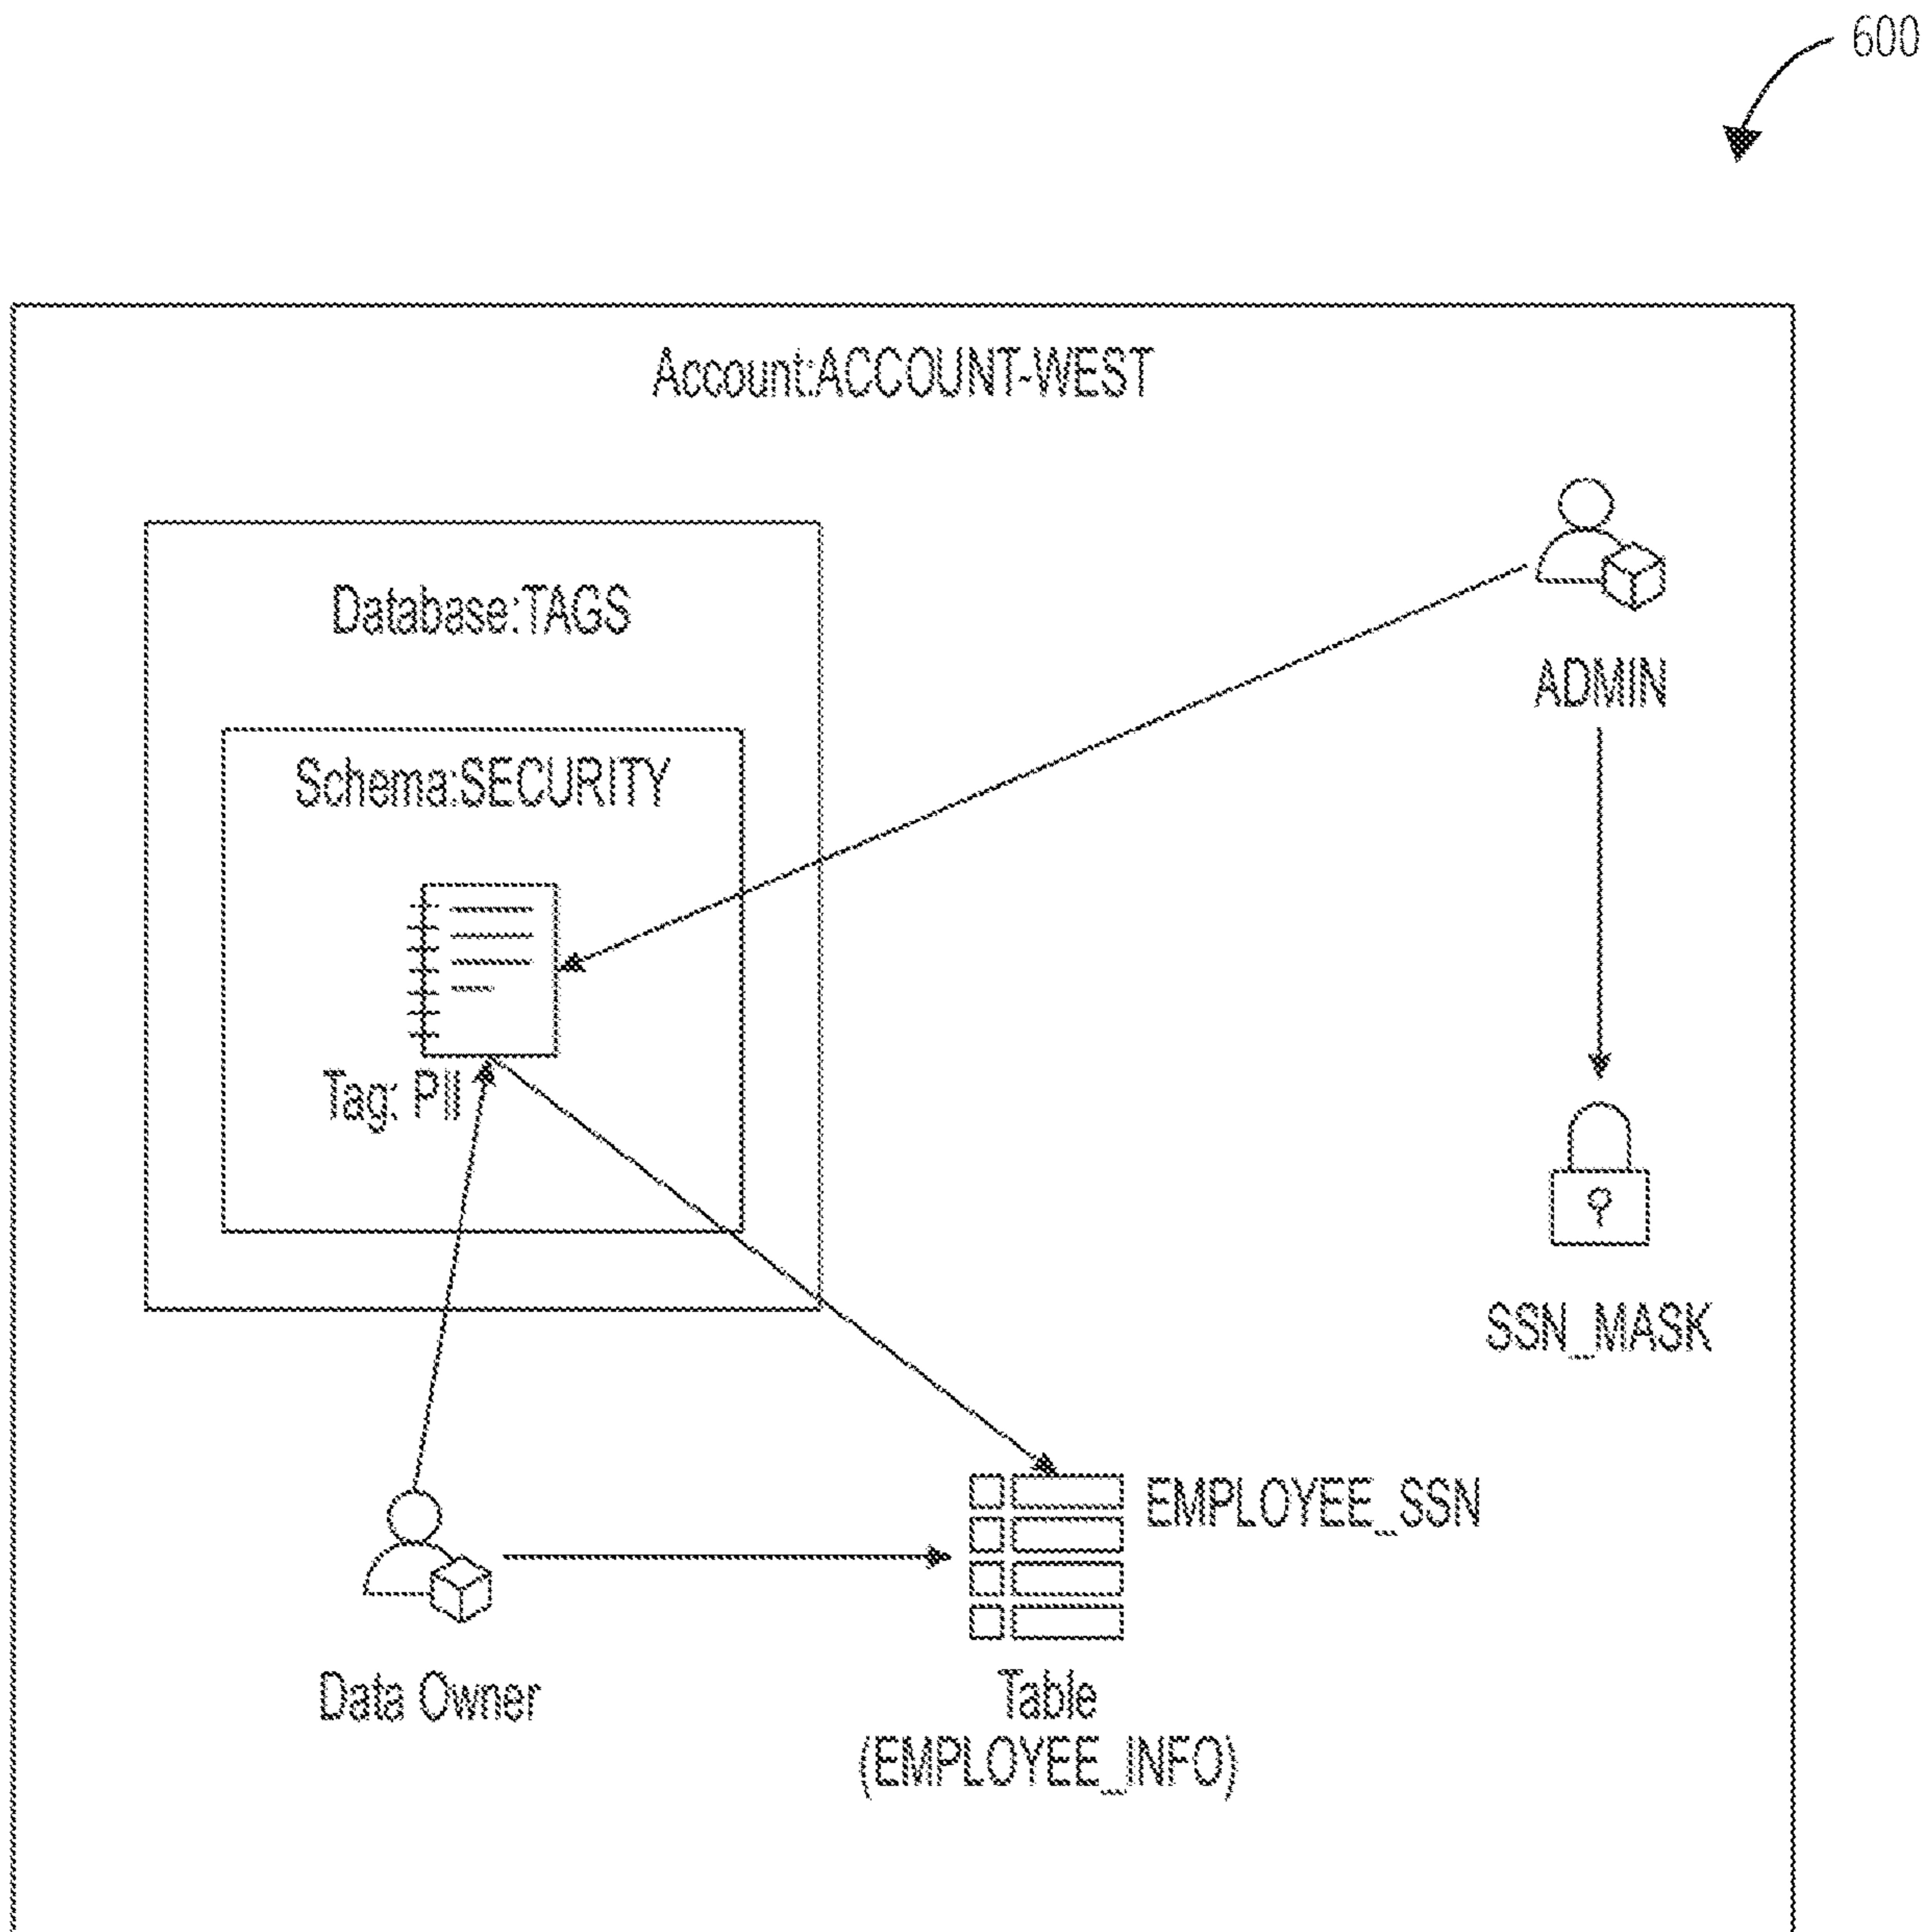 600
Account:ACCOUNT-WEST
Database:TAGS
ADMIN
Schema:SECURITY
Tag: PII
SSN_MASK
EMPLOYEE_SSN
Data Owner
Table
(EMPLOYEE_INFO)